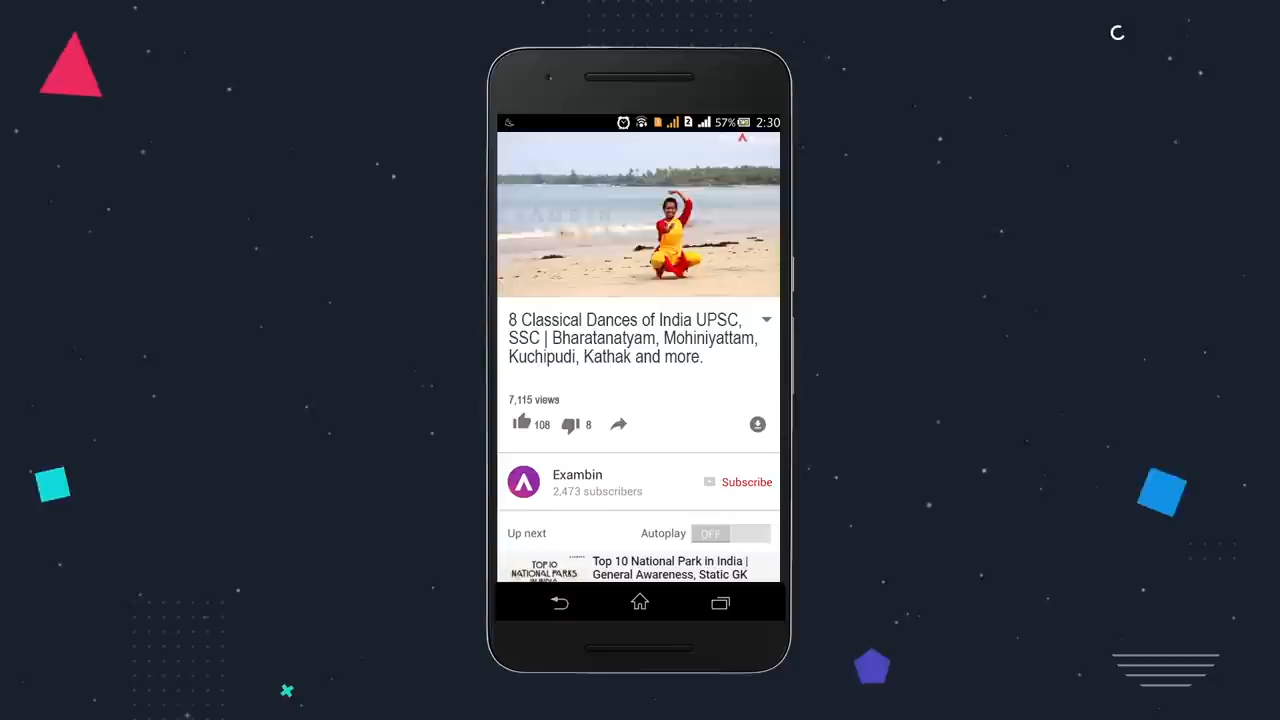 57% 2:30
8 Classical Dances of India UPSC,
SSC | Bharatanatyam, Mohiniyattam,
Kuchipudi, Kathak and more.
7,115 views
108 8
Exambin
2,473 subscribers
Subscribe
Up next Autoplay OFF
Top 10 National Park in India |
General Awareness, Static GK
TOP 10
NATIONAL PARKS
IN INDIA